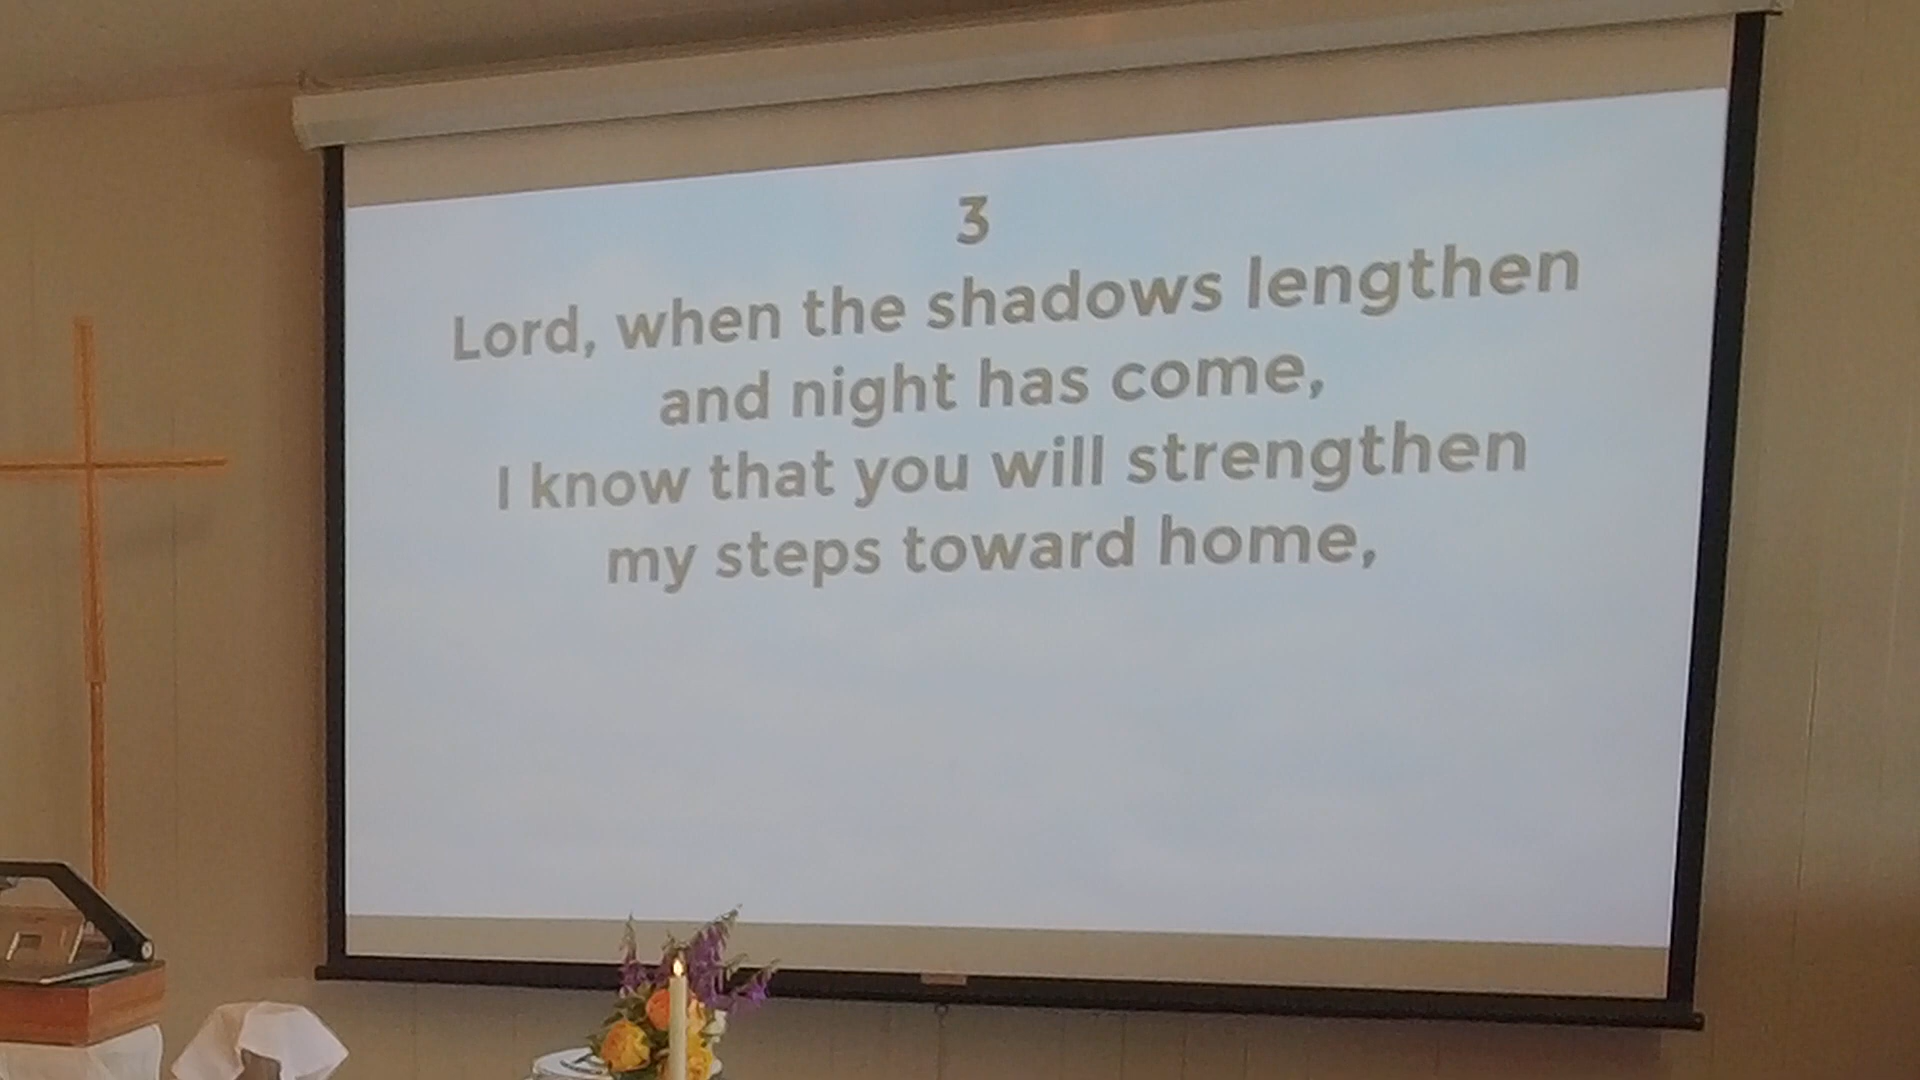 3
Lord, when the shadows lengthen
and night has come,
I know that you will strengthen
my steps toward home,